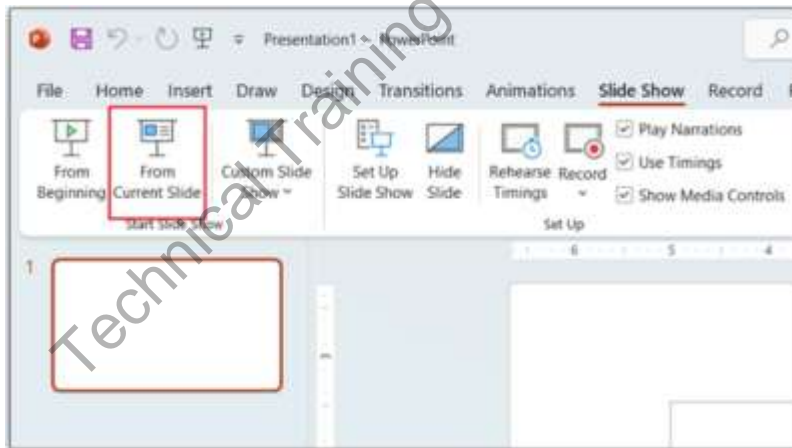 Presentation1 - PowerPoint
File Home Insert Draw Design Transitions Animations Slide Show Record
From Beginning
From Current Slide
Custom Slide Show
Set Up Slide Show
Hide Slide
Rehearse Timings
Record
Play Narrations
Use Timings
Show Media Controls
Start Slide Show
Set Up
6 5 4
1
Technical Training